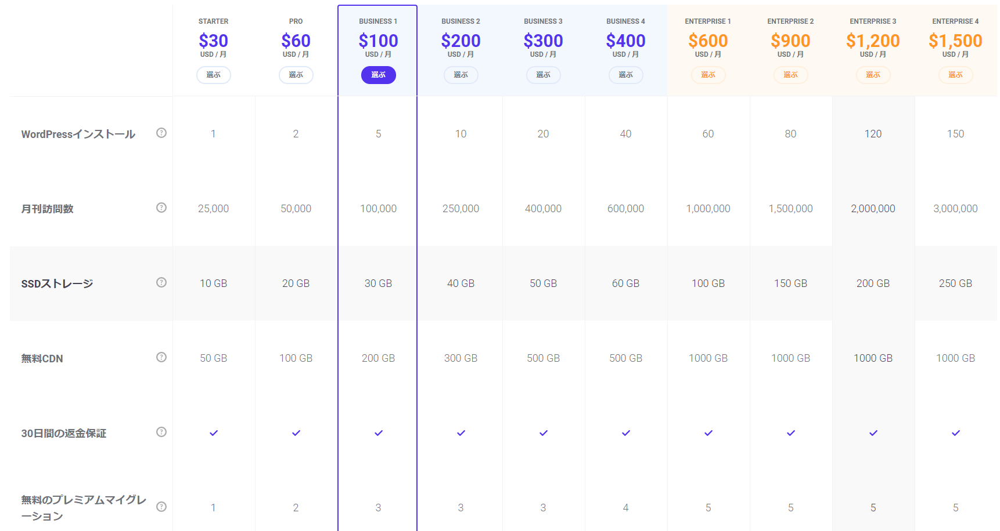 STARTER PRO BUSINESS 1 BUSINESS 2 BUSINESS 3 BUSINESS 4 ENTERPRISE 1 ENTERPRISE 2 ENTERPRISE 3 ENTERPRISE 4
$30 $60 $100 $200 $300 $400 $600 $900 $1,200 $1,500
USD / 月 USD / 月 USD / 月 USD / 月 USD / 月 USD / 月 USD / 月 USD / 月 USD / 月 USD / 月
選ぶ 選ぶ 選ぶ 選ぶ 選ぶ 選ぶ 選ぶ 選ぶ 選ぶ 選ぶ
WordPressインストール ? 1 2 5 10 20 40 60 80 120 150
月刊訪問数 ? 25,000 50,000 100,000 250,000 400,000 600,000 1,000,000 1,500,000 2,000,000 3,000,000
SSDストレージ ? 10 GB 20 GB 30 GB 40 GB 50 GB 60 GB 100 GB 150 GB 200 GB 250 GB
無料CDN ? 50 GB 100 GB 200 GB 300 GB 500 GB 500 GB 1000 GB 1000 GB 1000 GB 1000 GB
30日間の返金保証 ? ✓ ✓ ✓ ✓ ✓ ✓ ✓ ✓ ✓ ✓
無料のプレミアムマイグレ
ーション ? 1 2 3 3 3 4 5 5 5 5